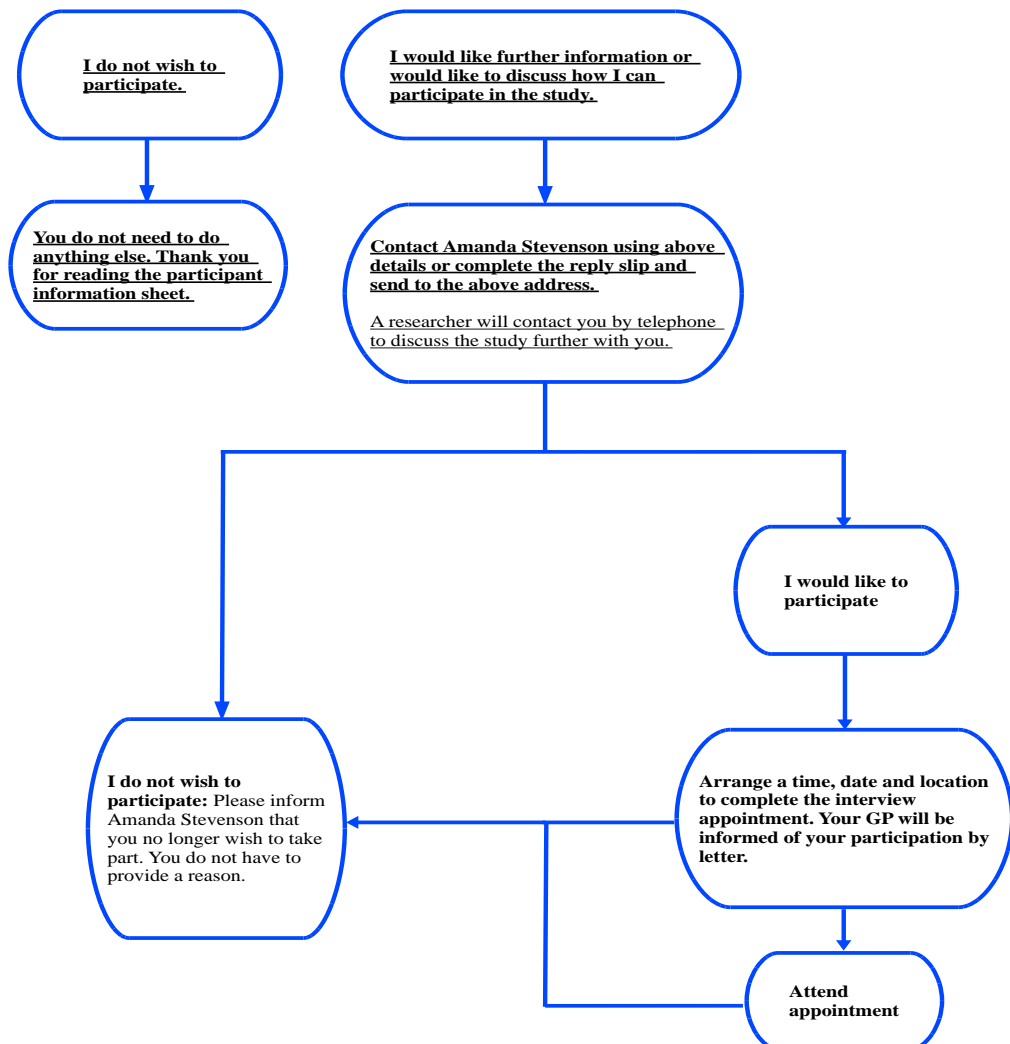 I do not wish to
participate.
I would like further information or
would like to discuss how I can
participate in the study.
You do not need to do
anything else. Thank you
for reading the participant
information sheet.
Contact Amanda Stevenson using above
details or complete the reply slip and
send to the above address.
A researcher will contact you by telephone
to discuss the study further with you.
I would like to
participate
I do not wish to
participate: Please inform
Amanda Stevenson that
you no longer wish to take
part. You do not have to
provide a reason.
Arrange a time, date and location
to complete the interview
appointment. Your GP will be
informed of your participation by
letter.
Attend
appointment